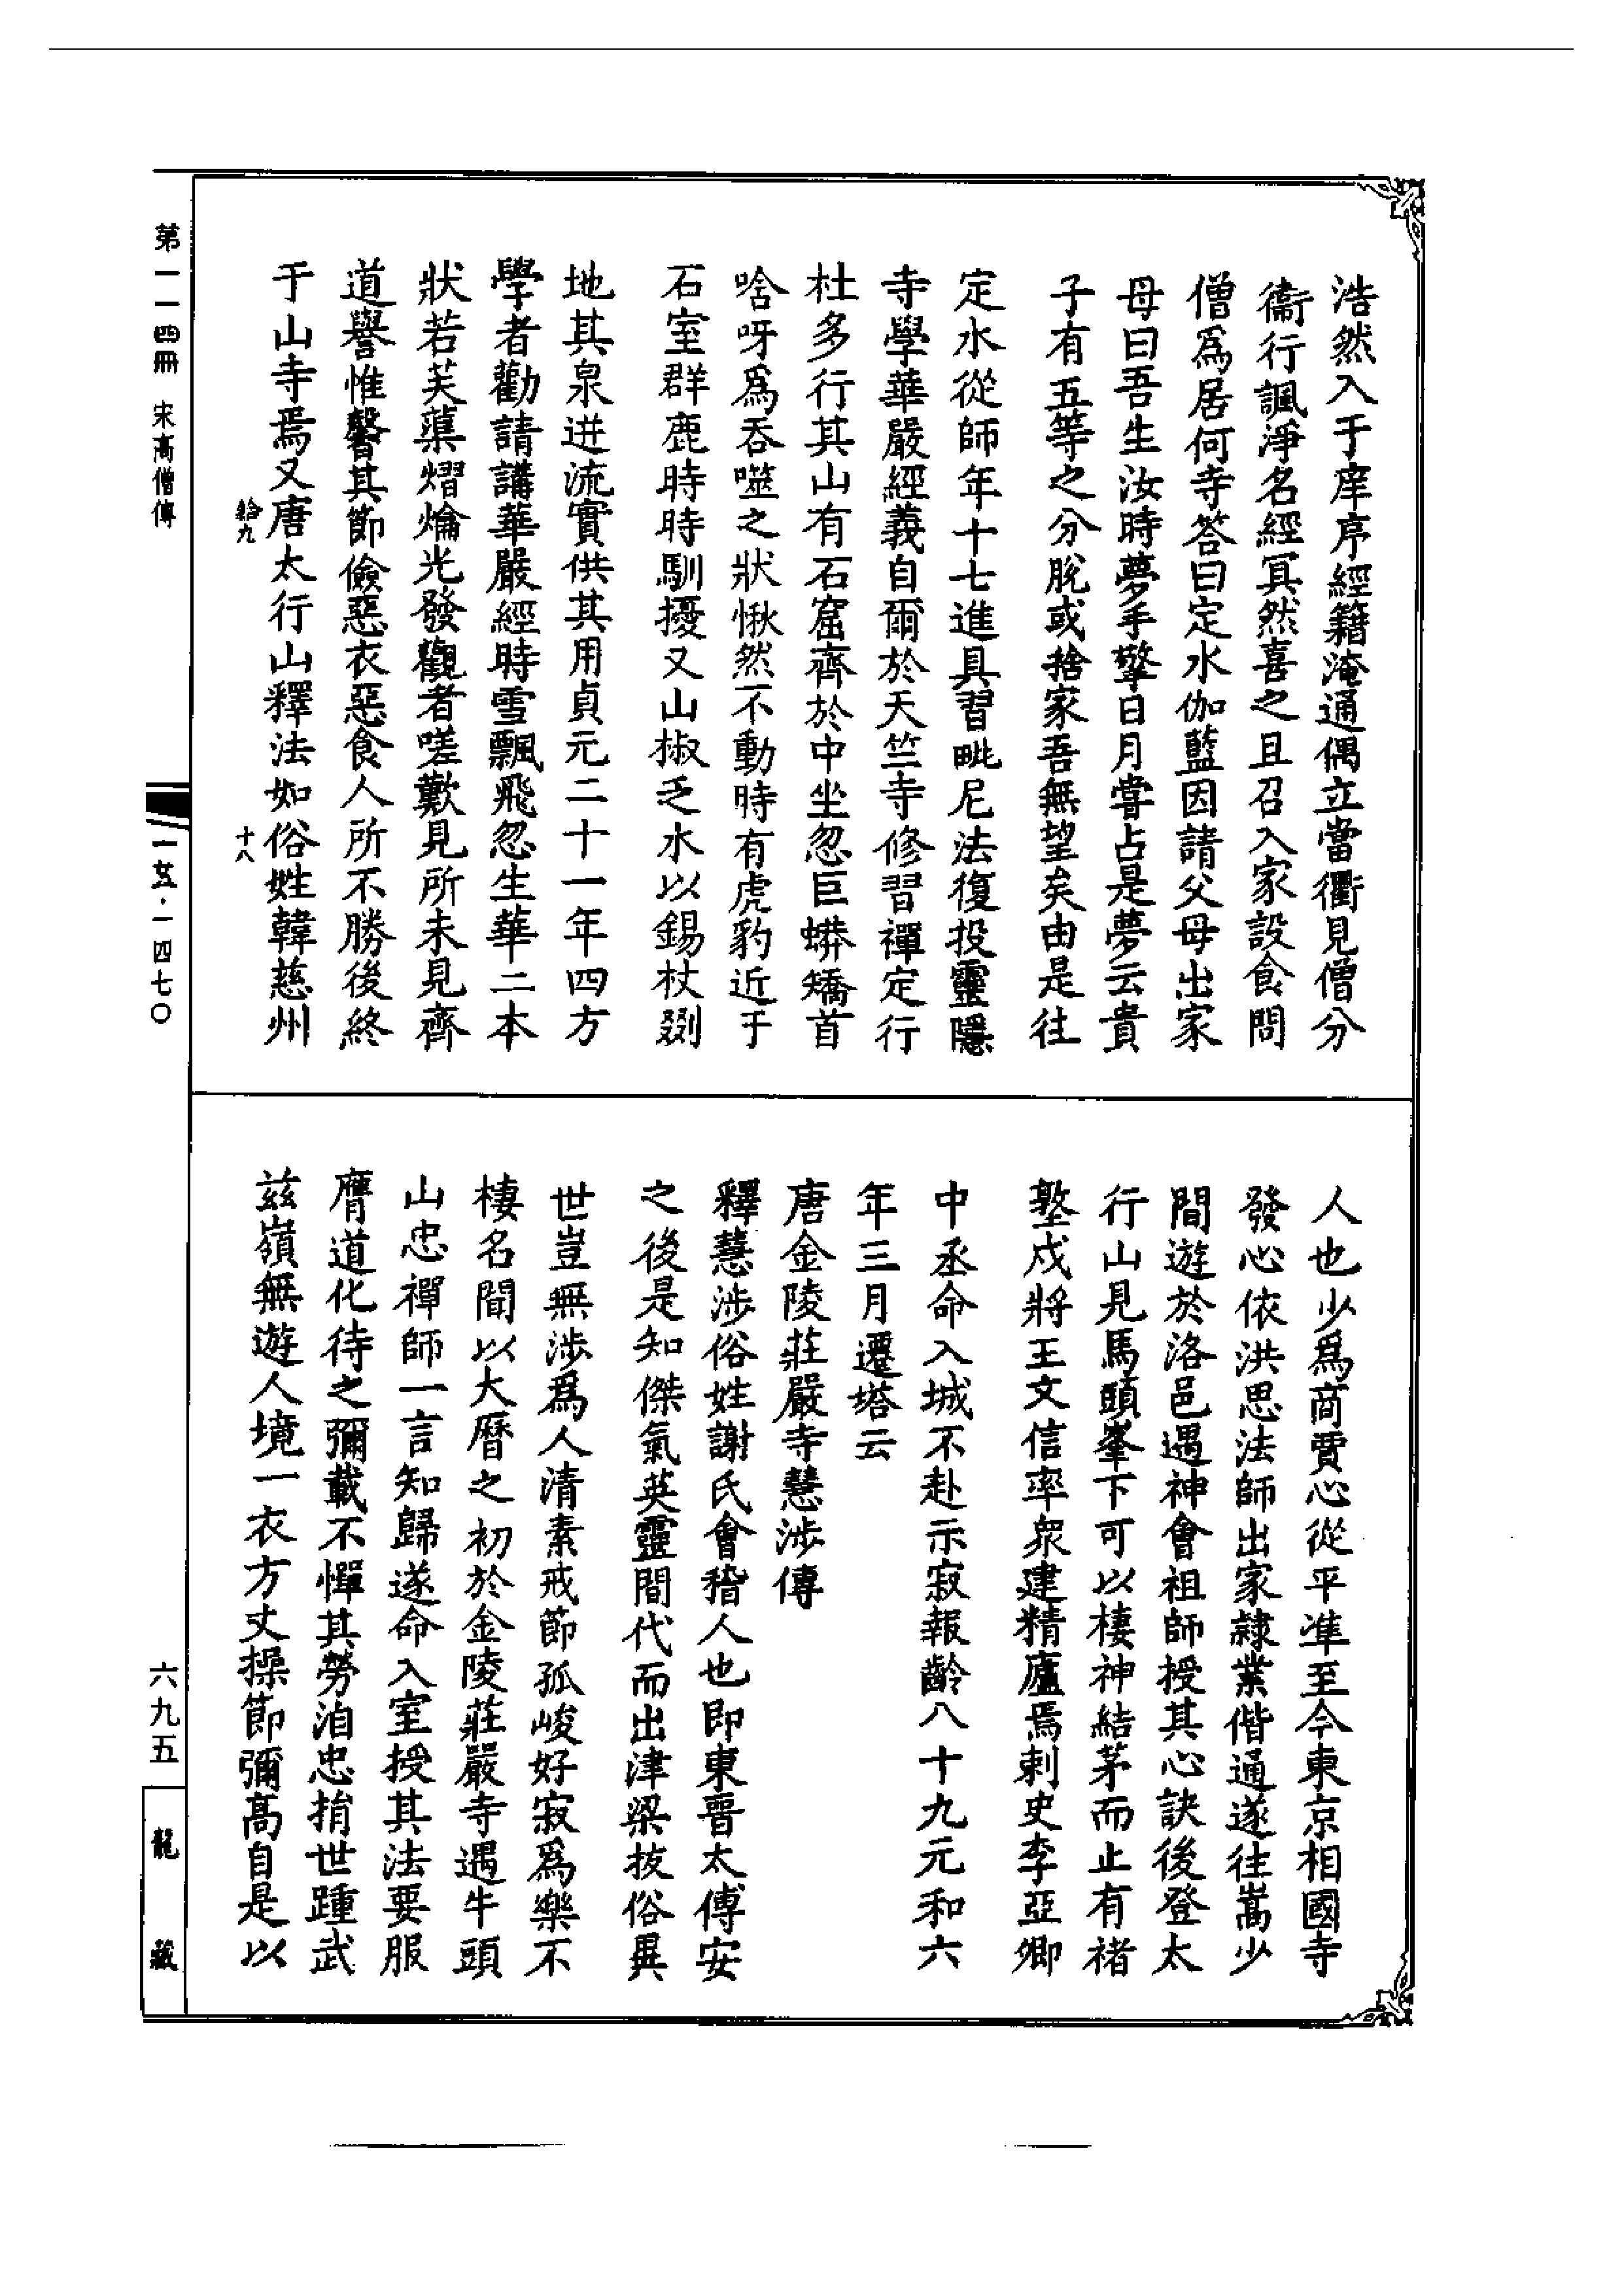 浩然入于庠序經籍淹通偶立當衢見僧分
衞行諷淨名經冥然喜之且召入家設食問
僧爲居何寺答曰定水伽藍因請父母出家
母曰吾生汝時夢手擎日月嘗占是夢云貴
子有五等之分脫或捨家吾無望矣由是往
定水從師年十七進具習毗尼法復投靈隱
寺學華嚴經義自爾於天竺寺修習禪定行
杜多行其山有石窟齊於中坐忽巨蟒矯首
唅呀爲吞噬之狀愀然不動時有虎豹近于
石室群鹿時時馴擾又山椒乏水以錫杖剟
地其泉迸流實供其用貞元二十一年四方
學者勸請講華嚴經時雪飄飛忽生華二本
狀若芙蕖熠爚光發觀者嗟歎見所未見齊
道譽惟馨其節儉惡衣惡食人所不勝後終
于山寺焉又唐太行山釋法如俗姓韓慈州
給九 十八
人也少爲商賈心從平準至今東京相國寺
發心依洪思法師出家隸業偕通遂往嵩少
間遊於洛邑遇神會祖師授其心訣後登太
行山見馬頭峯下可以棲神結茅而止有褚
塾戍將王文信率衆建精廬焉剌史李亞卿
中丞命入城不赴示寂報齡八十九元和六
年三月遷塔云
唐金陵莊嚴寺慧涉傳
釋慧涉俗姓謝氏會稽人也即東晉太傅安
之後是知傑氣英靈間代而出津梁拔俗異
世豈無涉爲人清素戒節孤峻好寂爲樂不
棲名聞以大曆之初於金陵莊嚴寺遇牛頭
山忠禪師一言知歸遂命入室授其法要服
膺道化待之彌載不憚其勞洎忠捐世踵武
茲嶺無遊人境一衣方丈操節彌高自是以
第一一四冊 宋高僧傳
一五五·一四七〇
六九五
龍藏